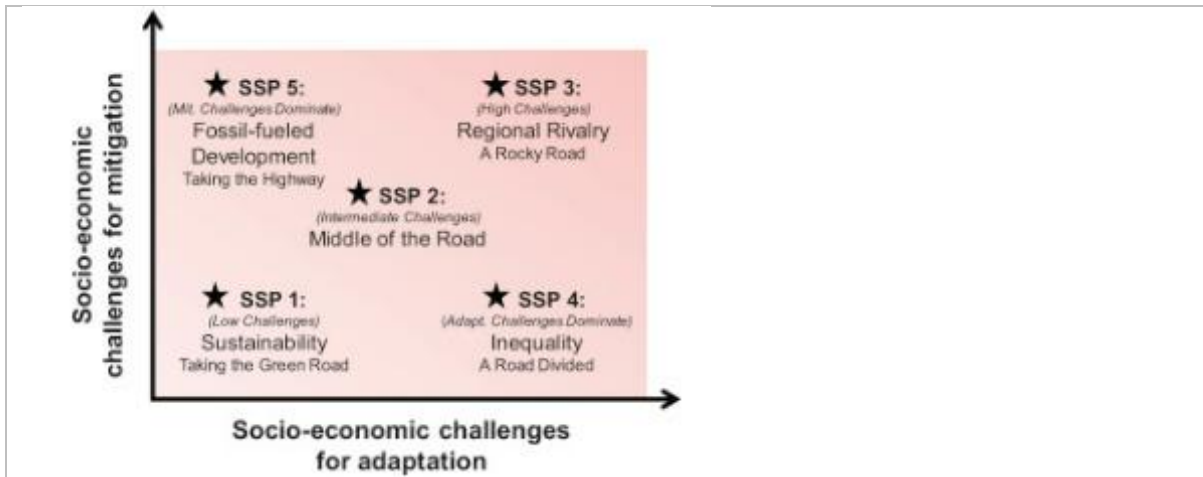 Socio-economic
challenges for mitigation
SSP 5:
(Mit. Challenges Dominate)
Fossil-fueled
Development
Taking the Highway
SSP 3:
(High Challenges)
Regional Rivalry
A Rocky Road
SSP 2:
(Intermediate Challenges)
Middle of the Road
SSP 1:
(Low Challenges)
Sustainability
Taking the Green Road
SSP 4:
(Adapt. Challenges Dominate)
Inequality
A Road Divided
Socio-economic challenges
for adaptation